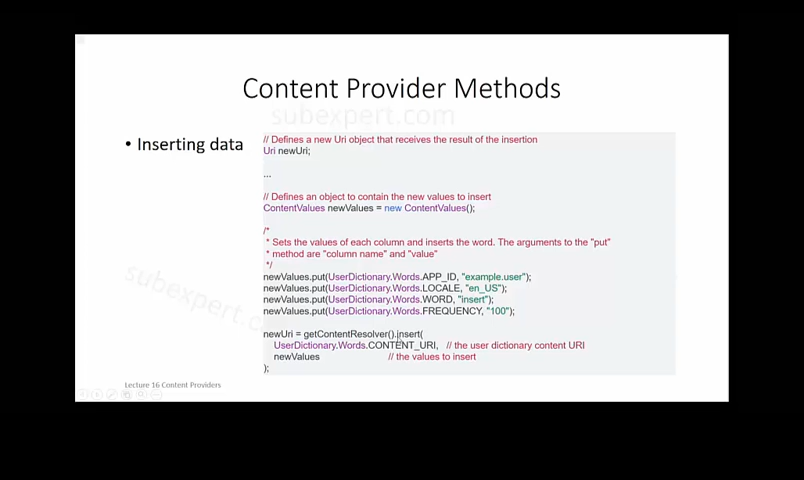 Content Provider Methods
subexpert.com
• Inserting data
// Defines a new Uri object that receives the result of the insertion
Uri newUri;
...
// Defines an object to contain the new values to insert
ContentValues newValues = new ContentValues();
/*
* Sets the values of each column and inserts the word. The arguments to the "put"
* method are "column name" and "value"
*/
newValues.put(UserDictionary.Words.APP_ID, "example.user");
newValues.put(UserDictionary.Words.LOCALE, "en_US");
newValues.put(UserDictionary.Words.WORD, "insert");
newValues.put(UserDictionary.Words.FREQUENCY, "100");
subexpert.c
newUri = getContentResolver().insert(
UserDictionary.Words.CONTENT_URI, // the user dictionary content URI
newValues // the values to insert
);
Lecture 16 Content Providers